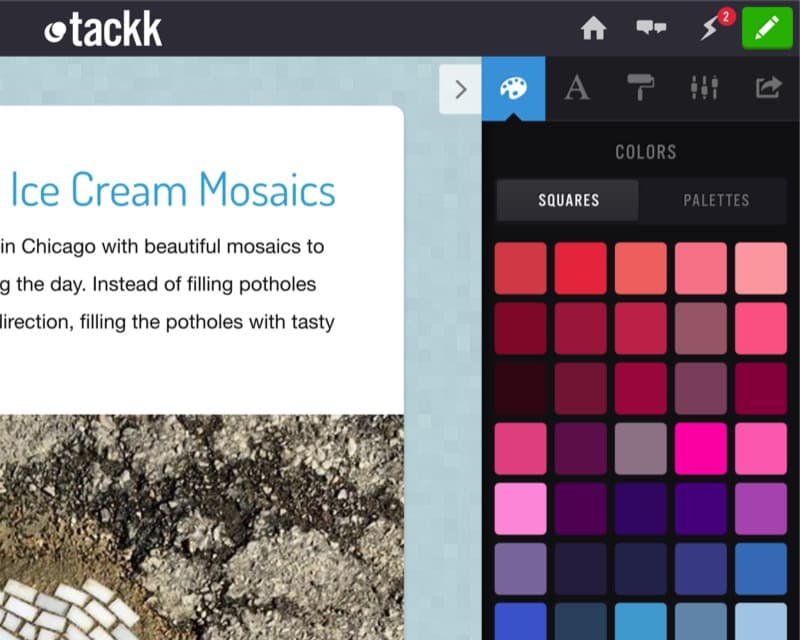 tackk
2
A
COLORS
SQUARES
PALETTES
Ice Cream Mosaics
in Chicago with beautiful mosaics to
g the day. Instead of filling potholes
direction, filling the potholes with tasty